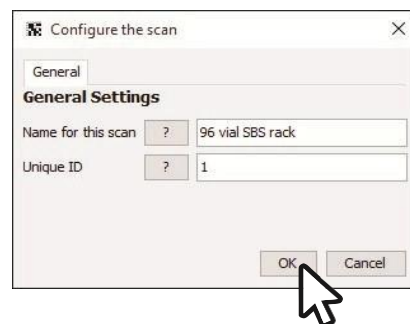 Configure the scan
General
General Settings
Name for this scan ? 96 vial SBS rack
Unique ID ? 1
OK Cancel